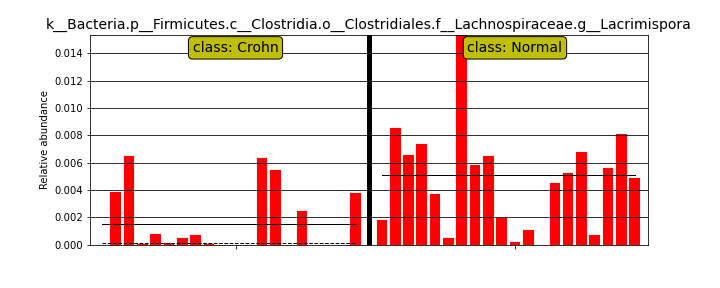 k__Bacteria.p__Firmicutes.c__Clostridia.o__Clostridiales.f__Lachnospiraceae.g__Lacrimispora
class: Crohn
class: Normal
Relative abundance
0.014
0.012
0.010
0.008
0.006
0.004
0.002
0.000